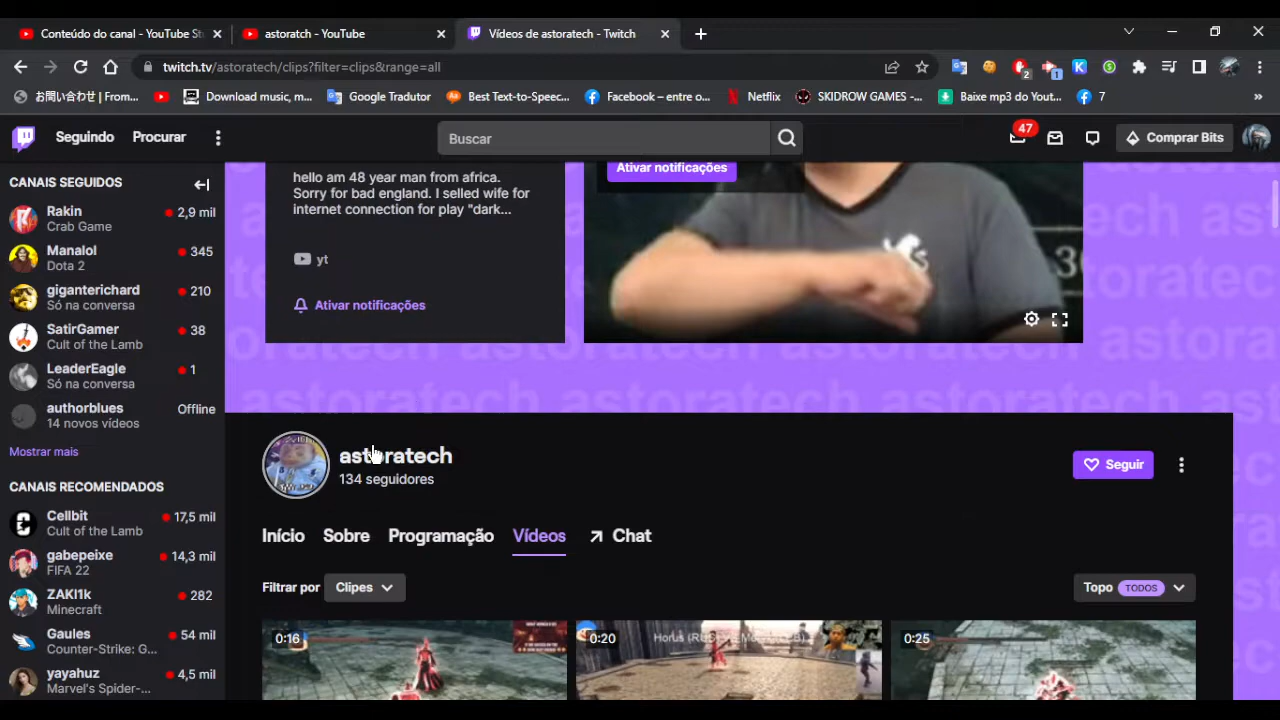 Conteúdo do canal - YouTube St
astoratch - YouTube
Vídeos de astoratech - Twitch
twitch.tv/astoratech/clips?filter=clips&range=all
2
1
お問い合わせ | From...
Download music, m...
Google Tradutor
Best Text-to-Speec...
Facebook – entre o...
Netflix
SKIDROW GAMES -...
Baixe mp3 do Yout...
7
»
Seguindo
Procurar
Buscar
47
Comprar Bits
CANAIS SEGUIDOS
Rakin
2,9 mil
Crab Game
Manalol
345
Dota 2
giganterichard
210
Só na conversa
SatirGamer
38
Cult of the Lamb
LeaderEagle
1
Só na conversa
authorblues
Offline
14 novos vídeos
Mostrar mais
CANAIS RECOMENDADOS
Cellbit
17,5 mil
Cult of the Lamb
gabepeixe
14,3 mil
FIFA 22
ZAKI1k
282
Minecraft
Gaules
54 mil
Counter-Strike: G...
yayahuz
4,5 mil
Marvel's Spider-...
hello am 48 year man from africa.
Sorry for bad england. I selled wife for
internet connection for play "dark...
yt
Ativar notificações
Ativar notificações
astoratech astoratech astoratech astoratech
astoratech
134 seguidores
Seguir
Início
Sobre
Programação
Vídeos
Chat
Filtrar por
Clipes
Topo
TODOS
0:16
0:20
0:25